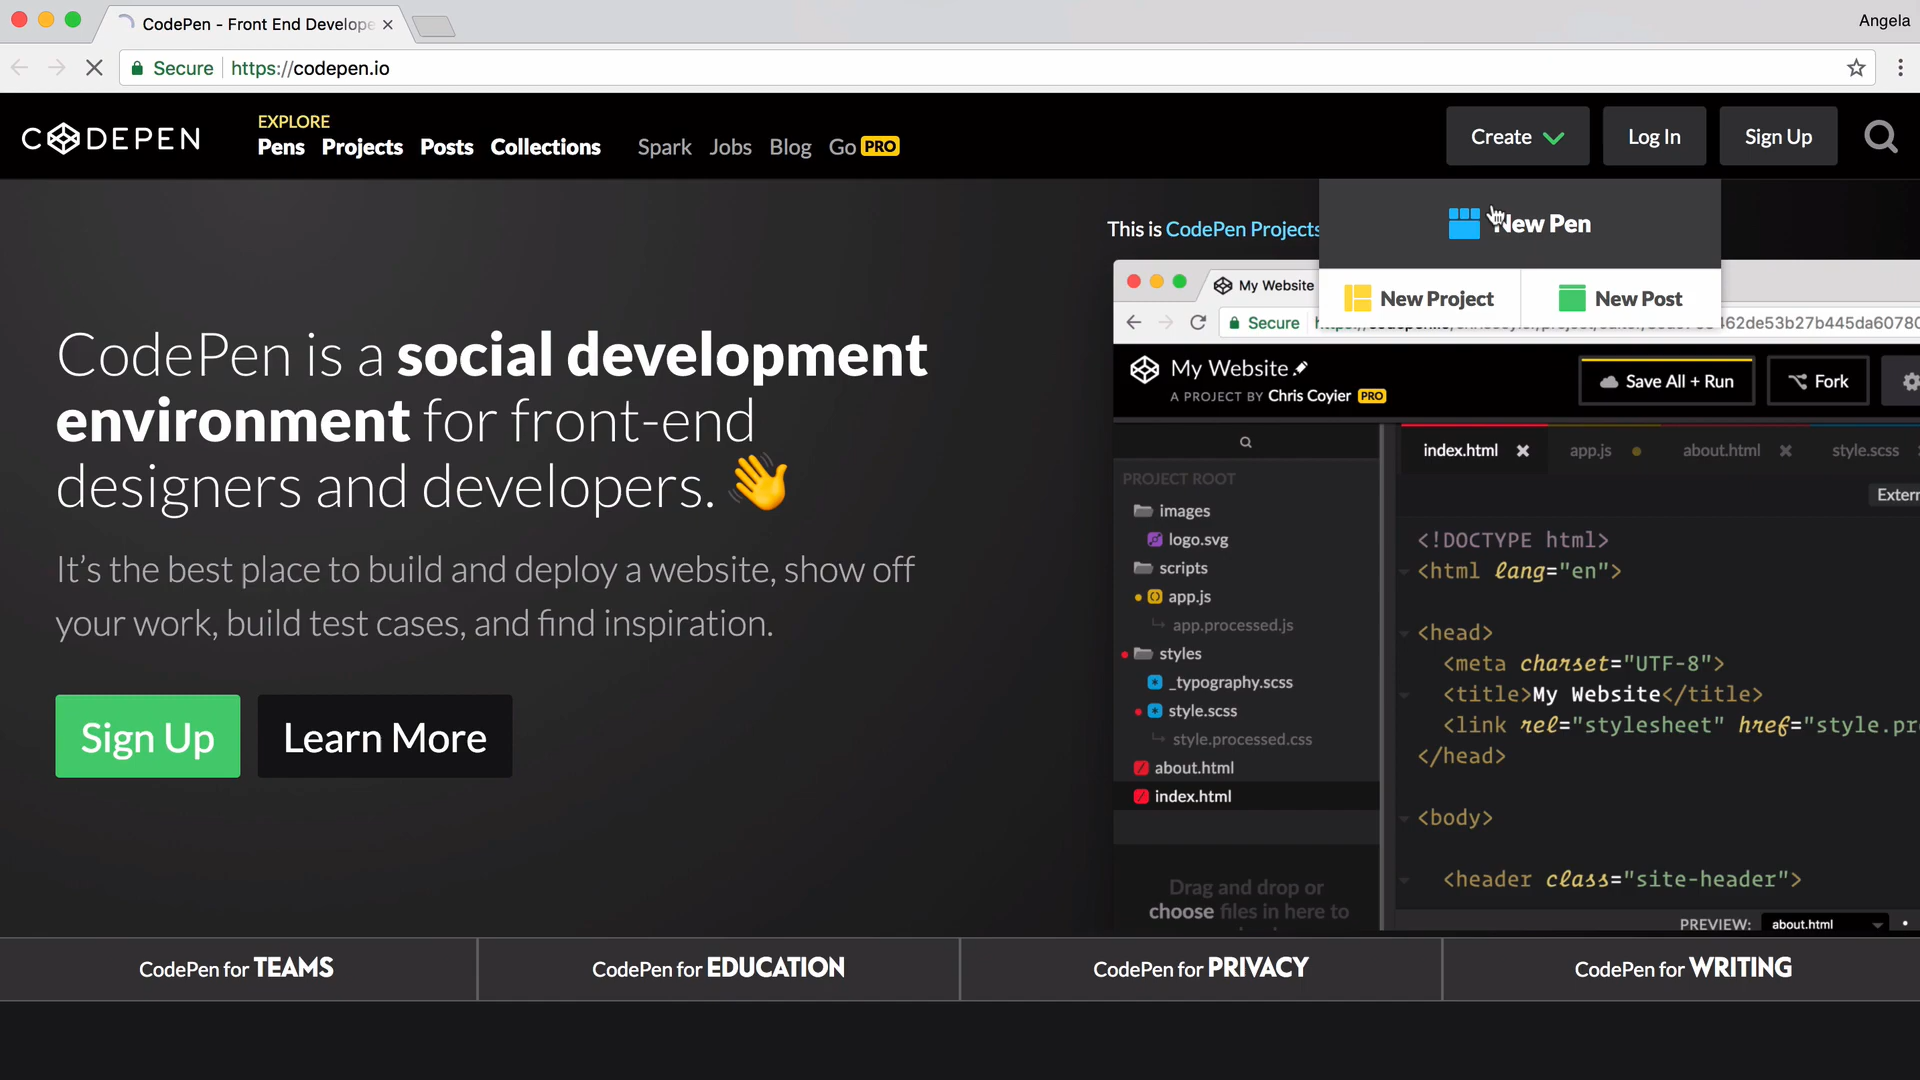 CodePen - Front End Develope
Angela
Secure
https://codepen.io
CODEPEN
EXPLORE
Pens Projects Posts Collections Spark Jobs Blog Go PRO
Create
Log In
Sign Up
New Pen
This is CodePen Projects
New Project
New Post
My Website
Secure
462de53b27b445da60780
CodePen is a social development
environment for front-end
designers and developers.
It's the best place to build and deploy a website, show off
your work, build test cases, and find inspiration.
Sign Up
Learn More
My Website
A PROJECT BY Chris Coyier PRO
Save All + Run
Fork
index.html
app.js
about.html
style.scss
Extern
PROJECT ROOT
images
logo.svg
scripts
app.js
app.processed.js
styles
_typography.scss
style.scss
style.processed.css
about.html
index.html
Drag and drop or
choose files in here to
<!DOCTYPE html>
<html lang="en">
<head>
<meta charset="UTF-8">
<title>My Website</title>
<link rel="stylesheet" href="style.pr
</head>
<body>
<header class="site-header">
PREVIEW: about.html
CodePen for TEAMS
CodePen for EDUCATION
CodePen for PRIVACY
CodePen for WRITING